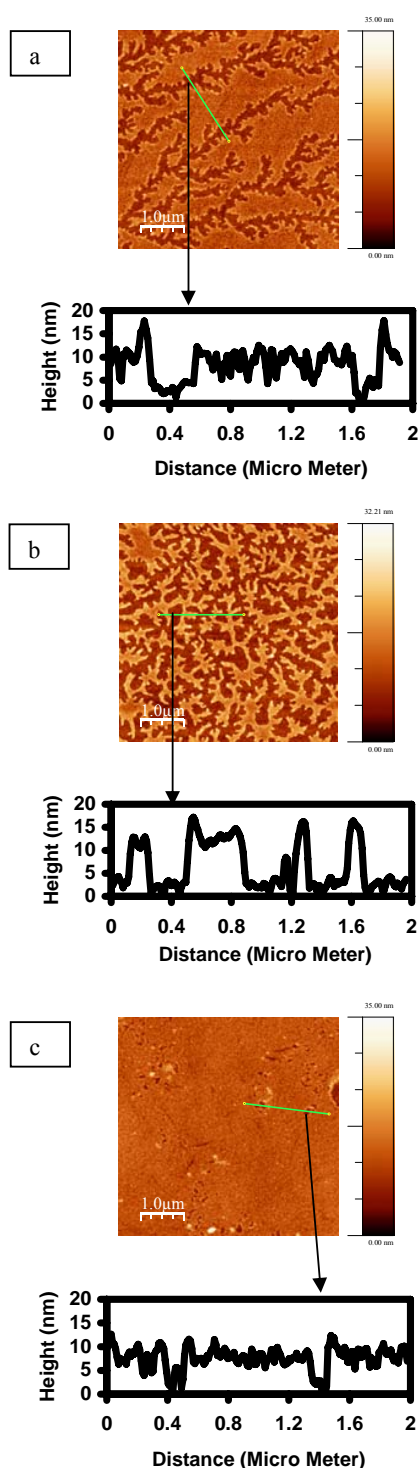 35.00 nm
a
1.0µm
0.00 nm
20
15
10
5
0
Height (nm)
0 0.4 0.8 1.2 1.6 2
Distance (Micro Meter)
32.21 nm
b
1.0µm
0.00 nm
20
15
10
5
0
Height (nm)
0 0.4 0.8 1.2 1.6 2
Distance (Micro Meter)
35.00 nm
c
1.0µm
0.00 nm
20
15
10
5
0
Height (nm)
0 0.4 0.8 1.2 1.6 2
Distance (Micro Meter)